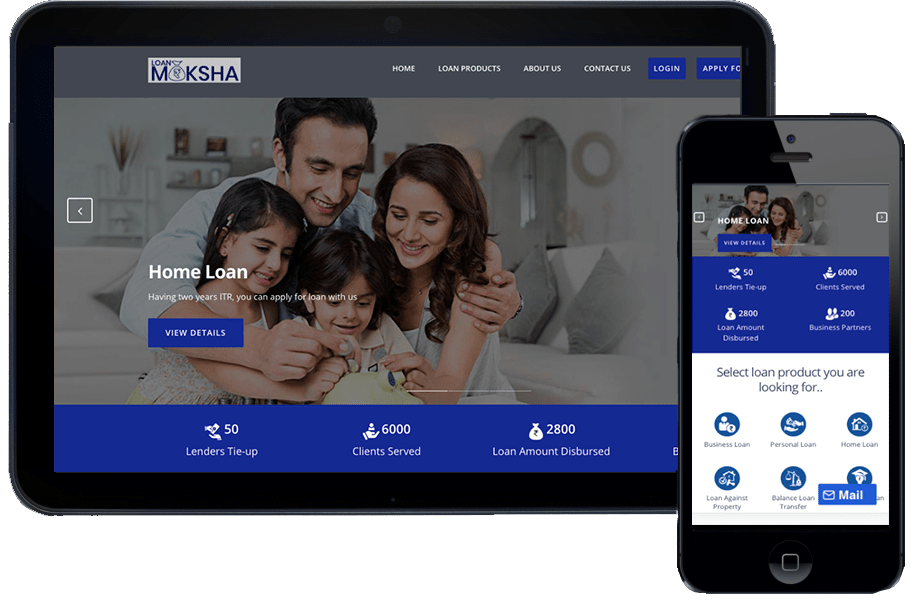 LOAN
MOKSHA
HOME LOAN PRODUCTS ABOUT US CONTACT US LOGIN APPLY FO
Home Loan
Having two years ITR, you can apply for loan with us
VIEW DETAILS
50 6000 2800
Lenders Tie-up Clients Served Loan Amount Disbursed B
HOME LOAN
VIEW DETAILS
50 6000
Lenders Tie-up Clients Served
2800 200
Loan Amount Business Partners
Disbursed
Select loan product you are
looking for..
Business Loan Personal Loan Home Loan
Mail
Loan Against Balance Loan an
Property Transfer